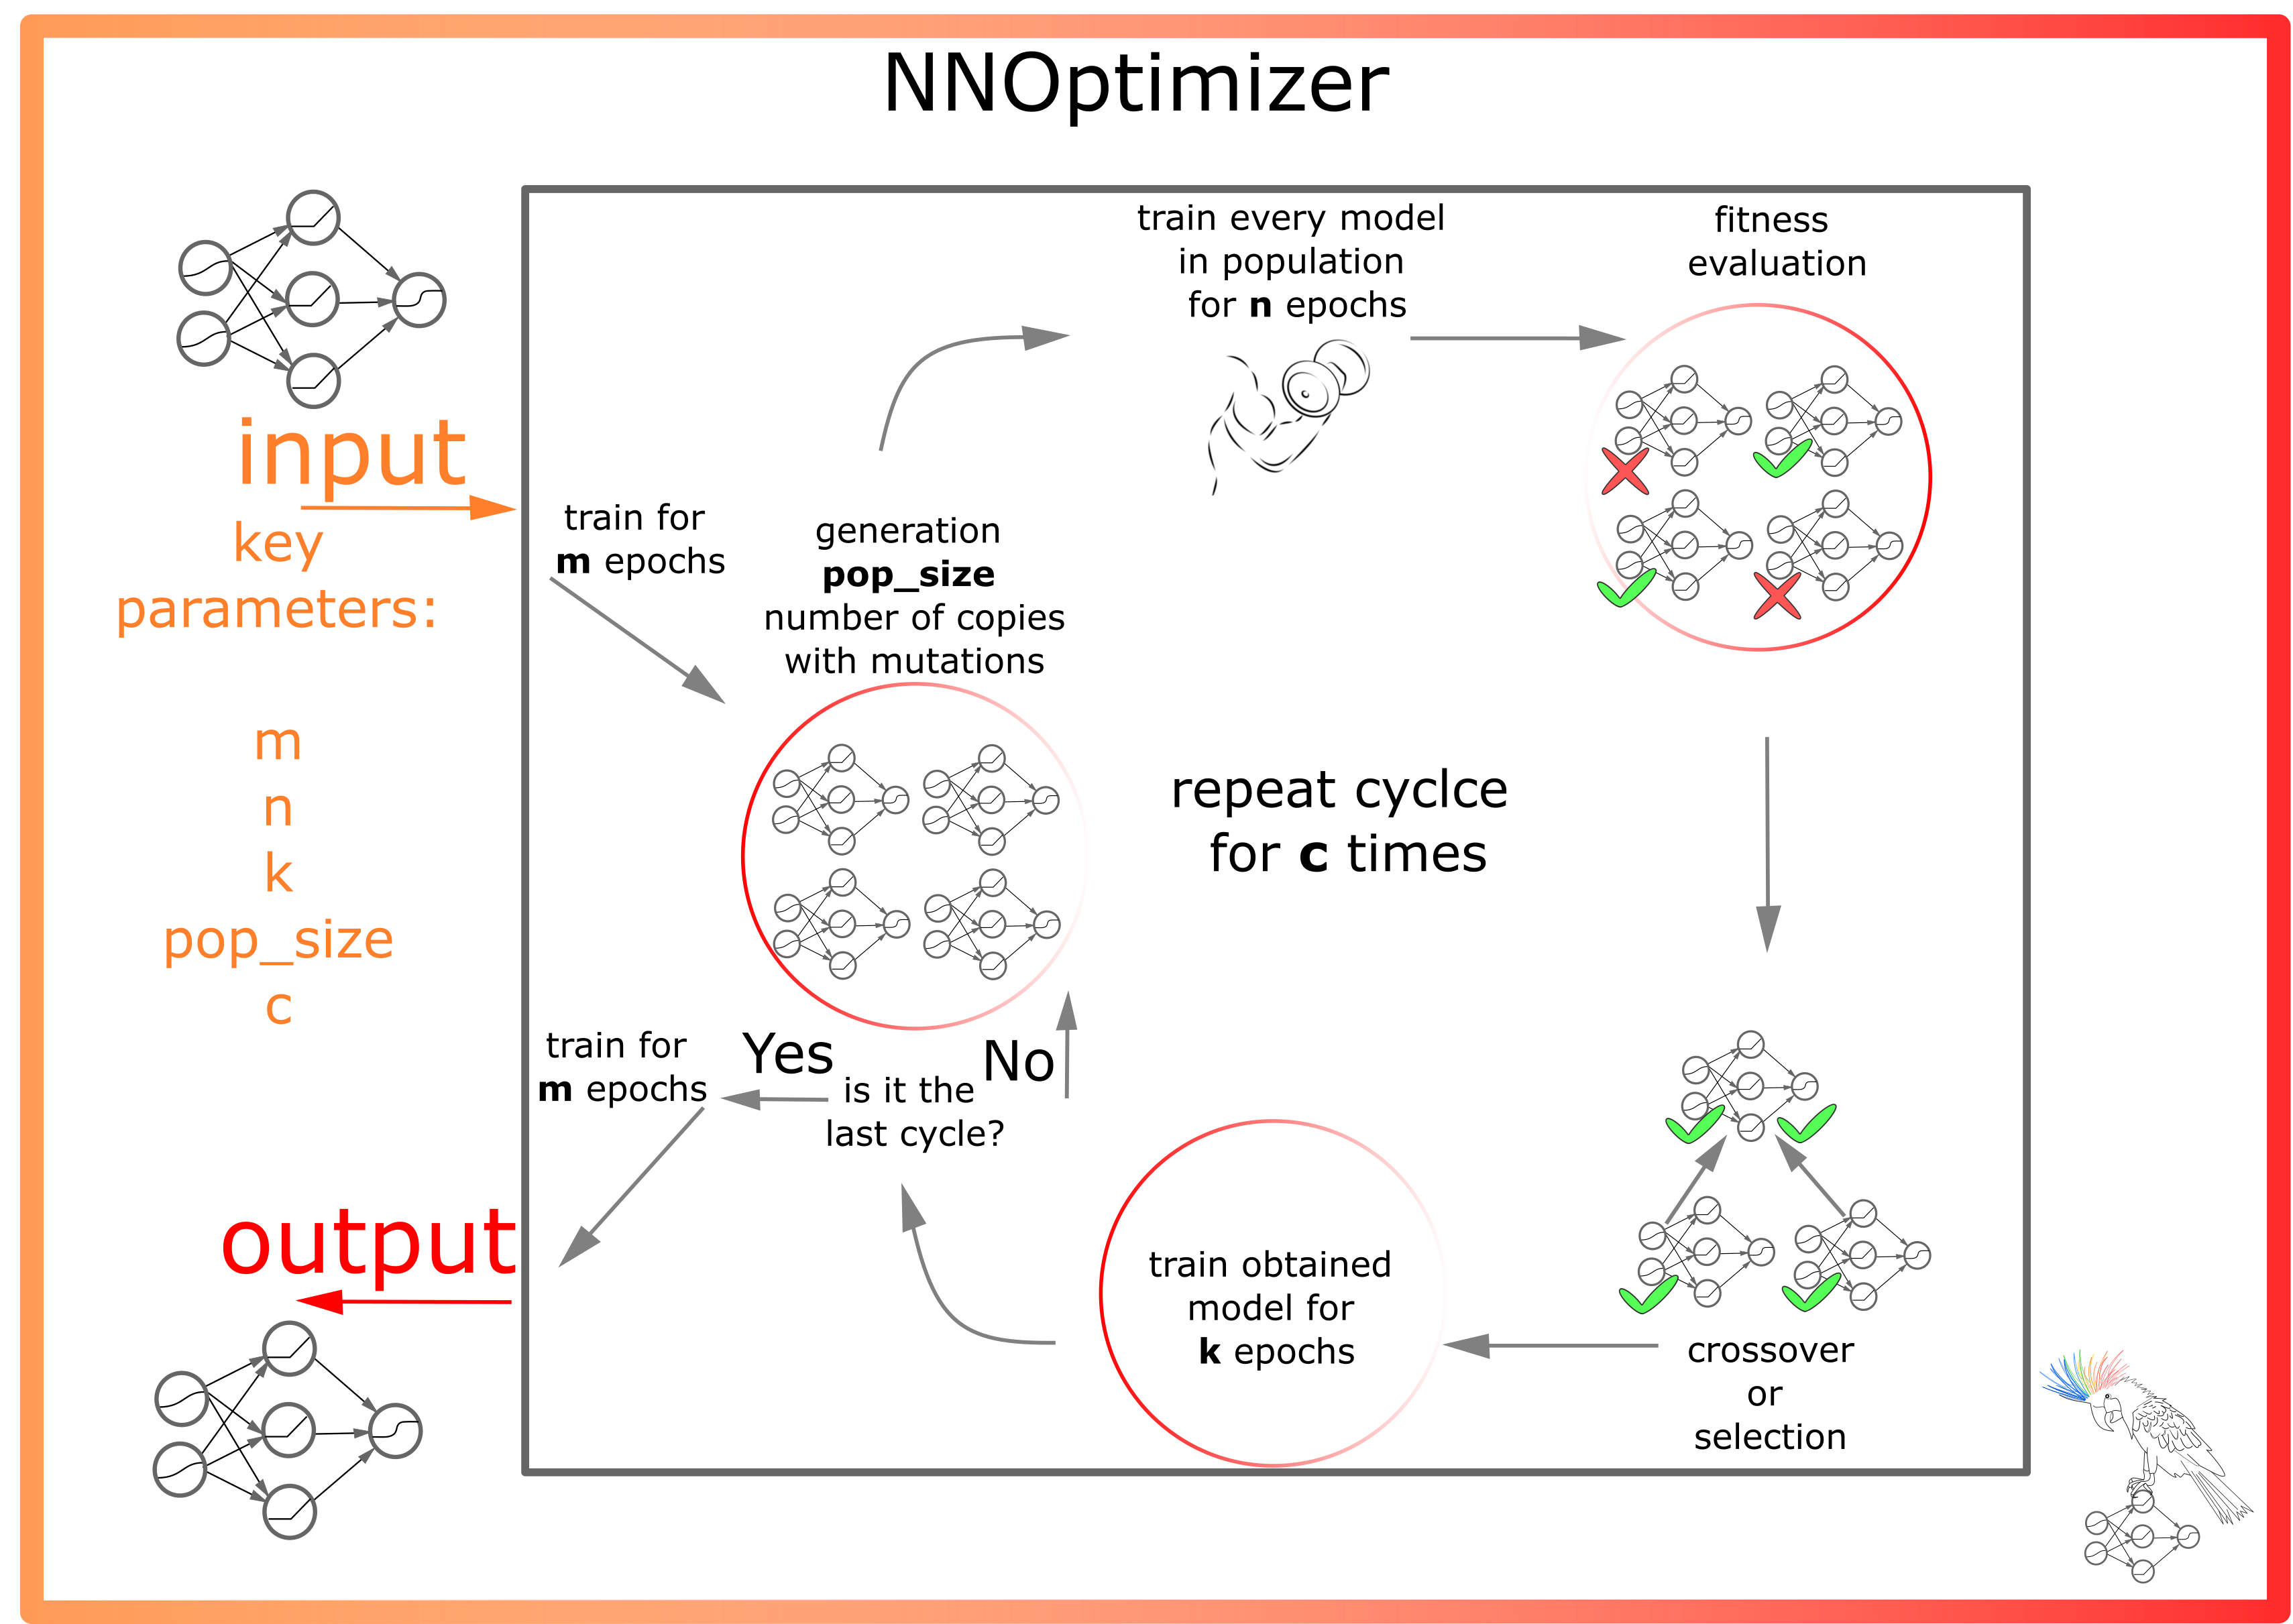 NNOptimizer
input
key
parameters:
m
n
k
pop_size
c
train for
m epochs
generation
pop_size
number of copies
with mutations
train every model
in population
for n epochs
fitness
evaluation
repeat cyclce
for c times
crossover
or
selection
train obtained
model for
k epochs
is it the
last cycle?
No
Yes
train for
m epochs
output